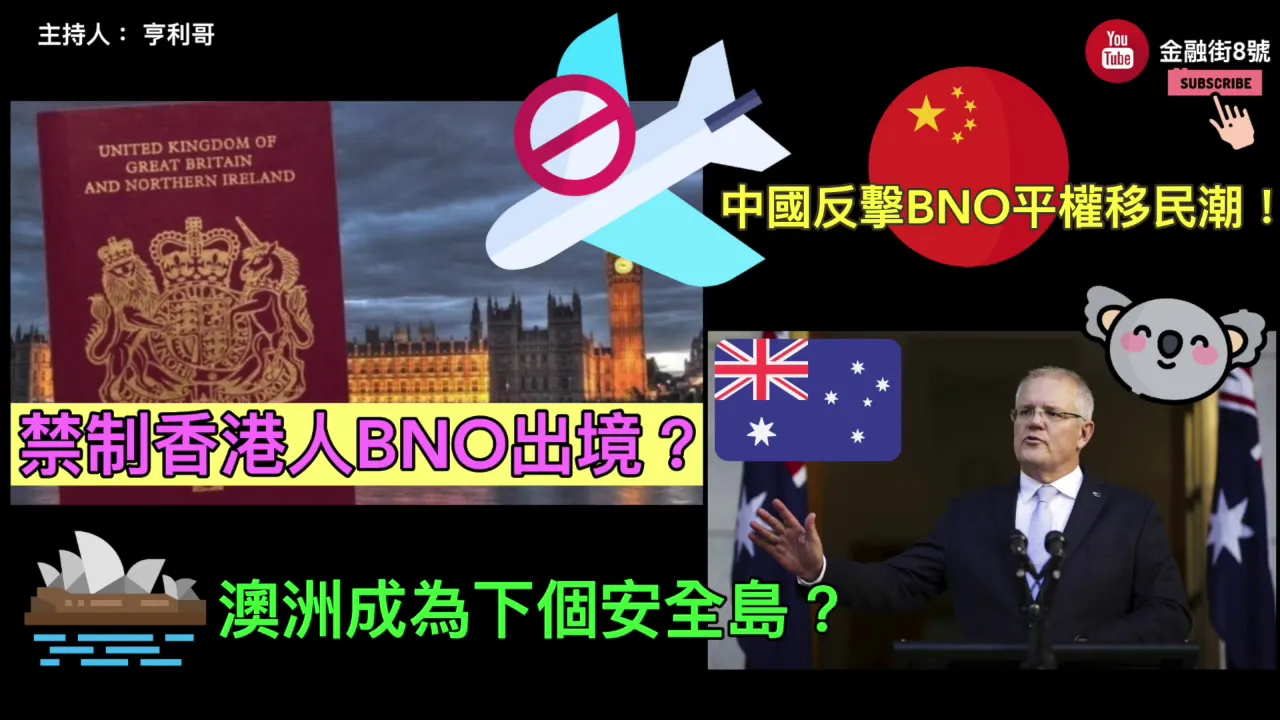 主持人： 亨利哥
You
Tube
金融街8號
SUBSCRIBE
UNITED KINGDOM OF
GREAT BRITAIN
AND NORTHERN IRELAND
中國反擊BNO平權移民潮！
禁制香港人BNO出境？
澳洲成為下個安全島？